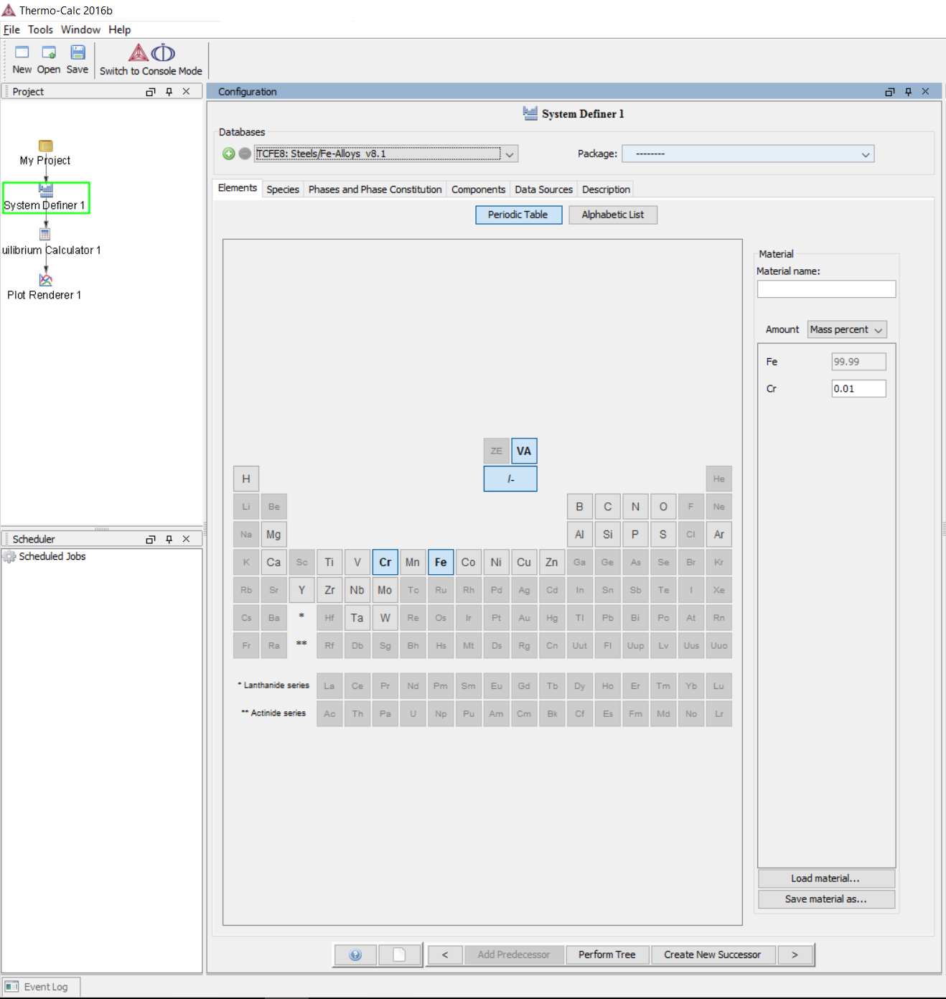 Thermo-Calc 2016b
File Tools Window Help
New Open Save Switch to Console Mode
Project
My Project
System Definer 1
uilibrium Calculator 1
Plot Renderer 1
Scheduler
Scheduled Jobs
Configuration
System Definer 1
Databases
TCFE8: Steels/Fe-Alloys v8.1 Package: --------
Elements Species Phases and Phase Constitution Components Data Sources Description
Periodic Table Alphabetic List
ZE VA
H /- He
Li Be B C N O F Ne
Na Mg Al Si P S Cl Ar
K Ca Sc Ti V Cr Mn Fe Co Ni Cu Zn Ga Ge As Se Br Kr
Rb Sr Y Zr Nb Mo Tc Ru Rh Pd Ag Cd In Sn Sb Te I Xe
Cs Ba * Hf Ta W Re Os Ir Pt Au Hg Tl Pb Bi Po At Rn
Fr Ra ** Rf Db Sg Bh Hs Mt Ds Rg Cn Uut Fl Uup Lv Uus Uuo
* Lanthanide series La Ce Pr Nd Pm Sm Eu Gd Tb Dy Ho Er Tm Yb Lu
** Actinide series Ac Th Pa U Np Pu Am Cm Bk Cf Es Fm Md No Lr
Material
Material name:
Amount Mass percent
Fe 99.99
Cr 0.01
Load material...
Save material as...
< Add Predecessor Perform Tree Create New Successor >
Event Log